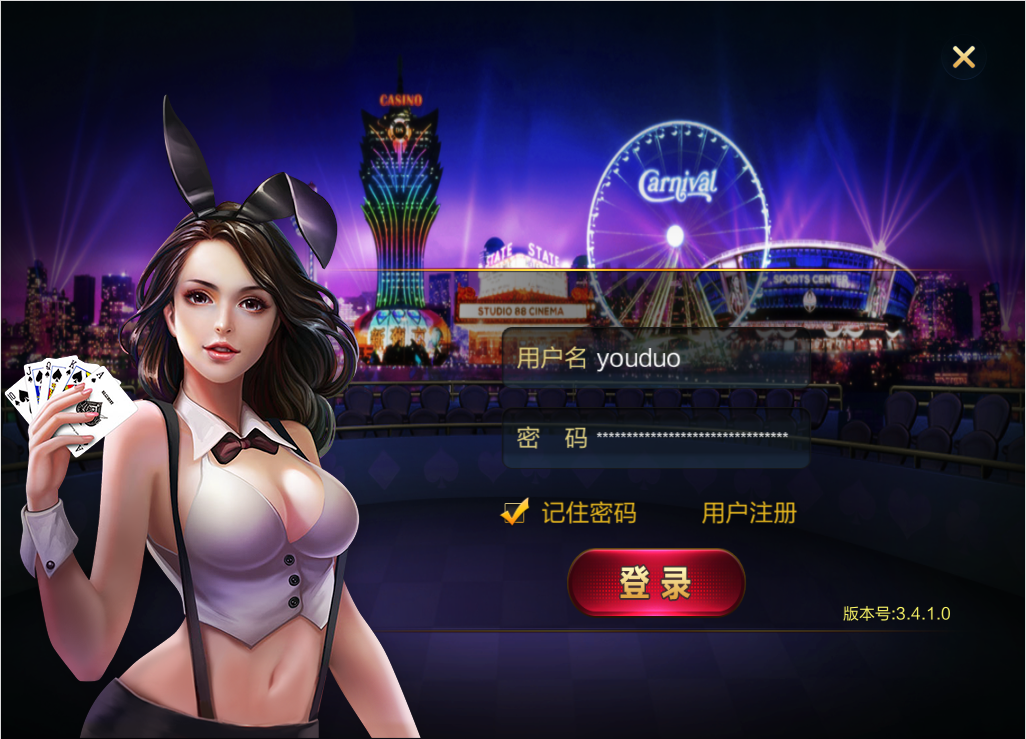 CASINO
Carnival
STATE STATE
SPORTS CENTER
STUDIO 88 CINEMA
用户名 youduo
密 码 ********************************
记住密码 用户注册
登录
版本号:3.4.1.0